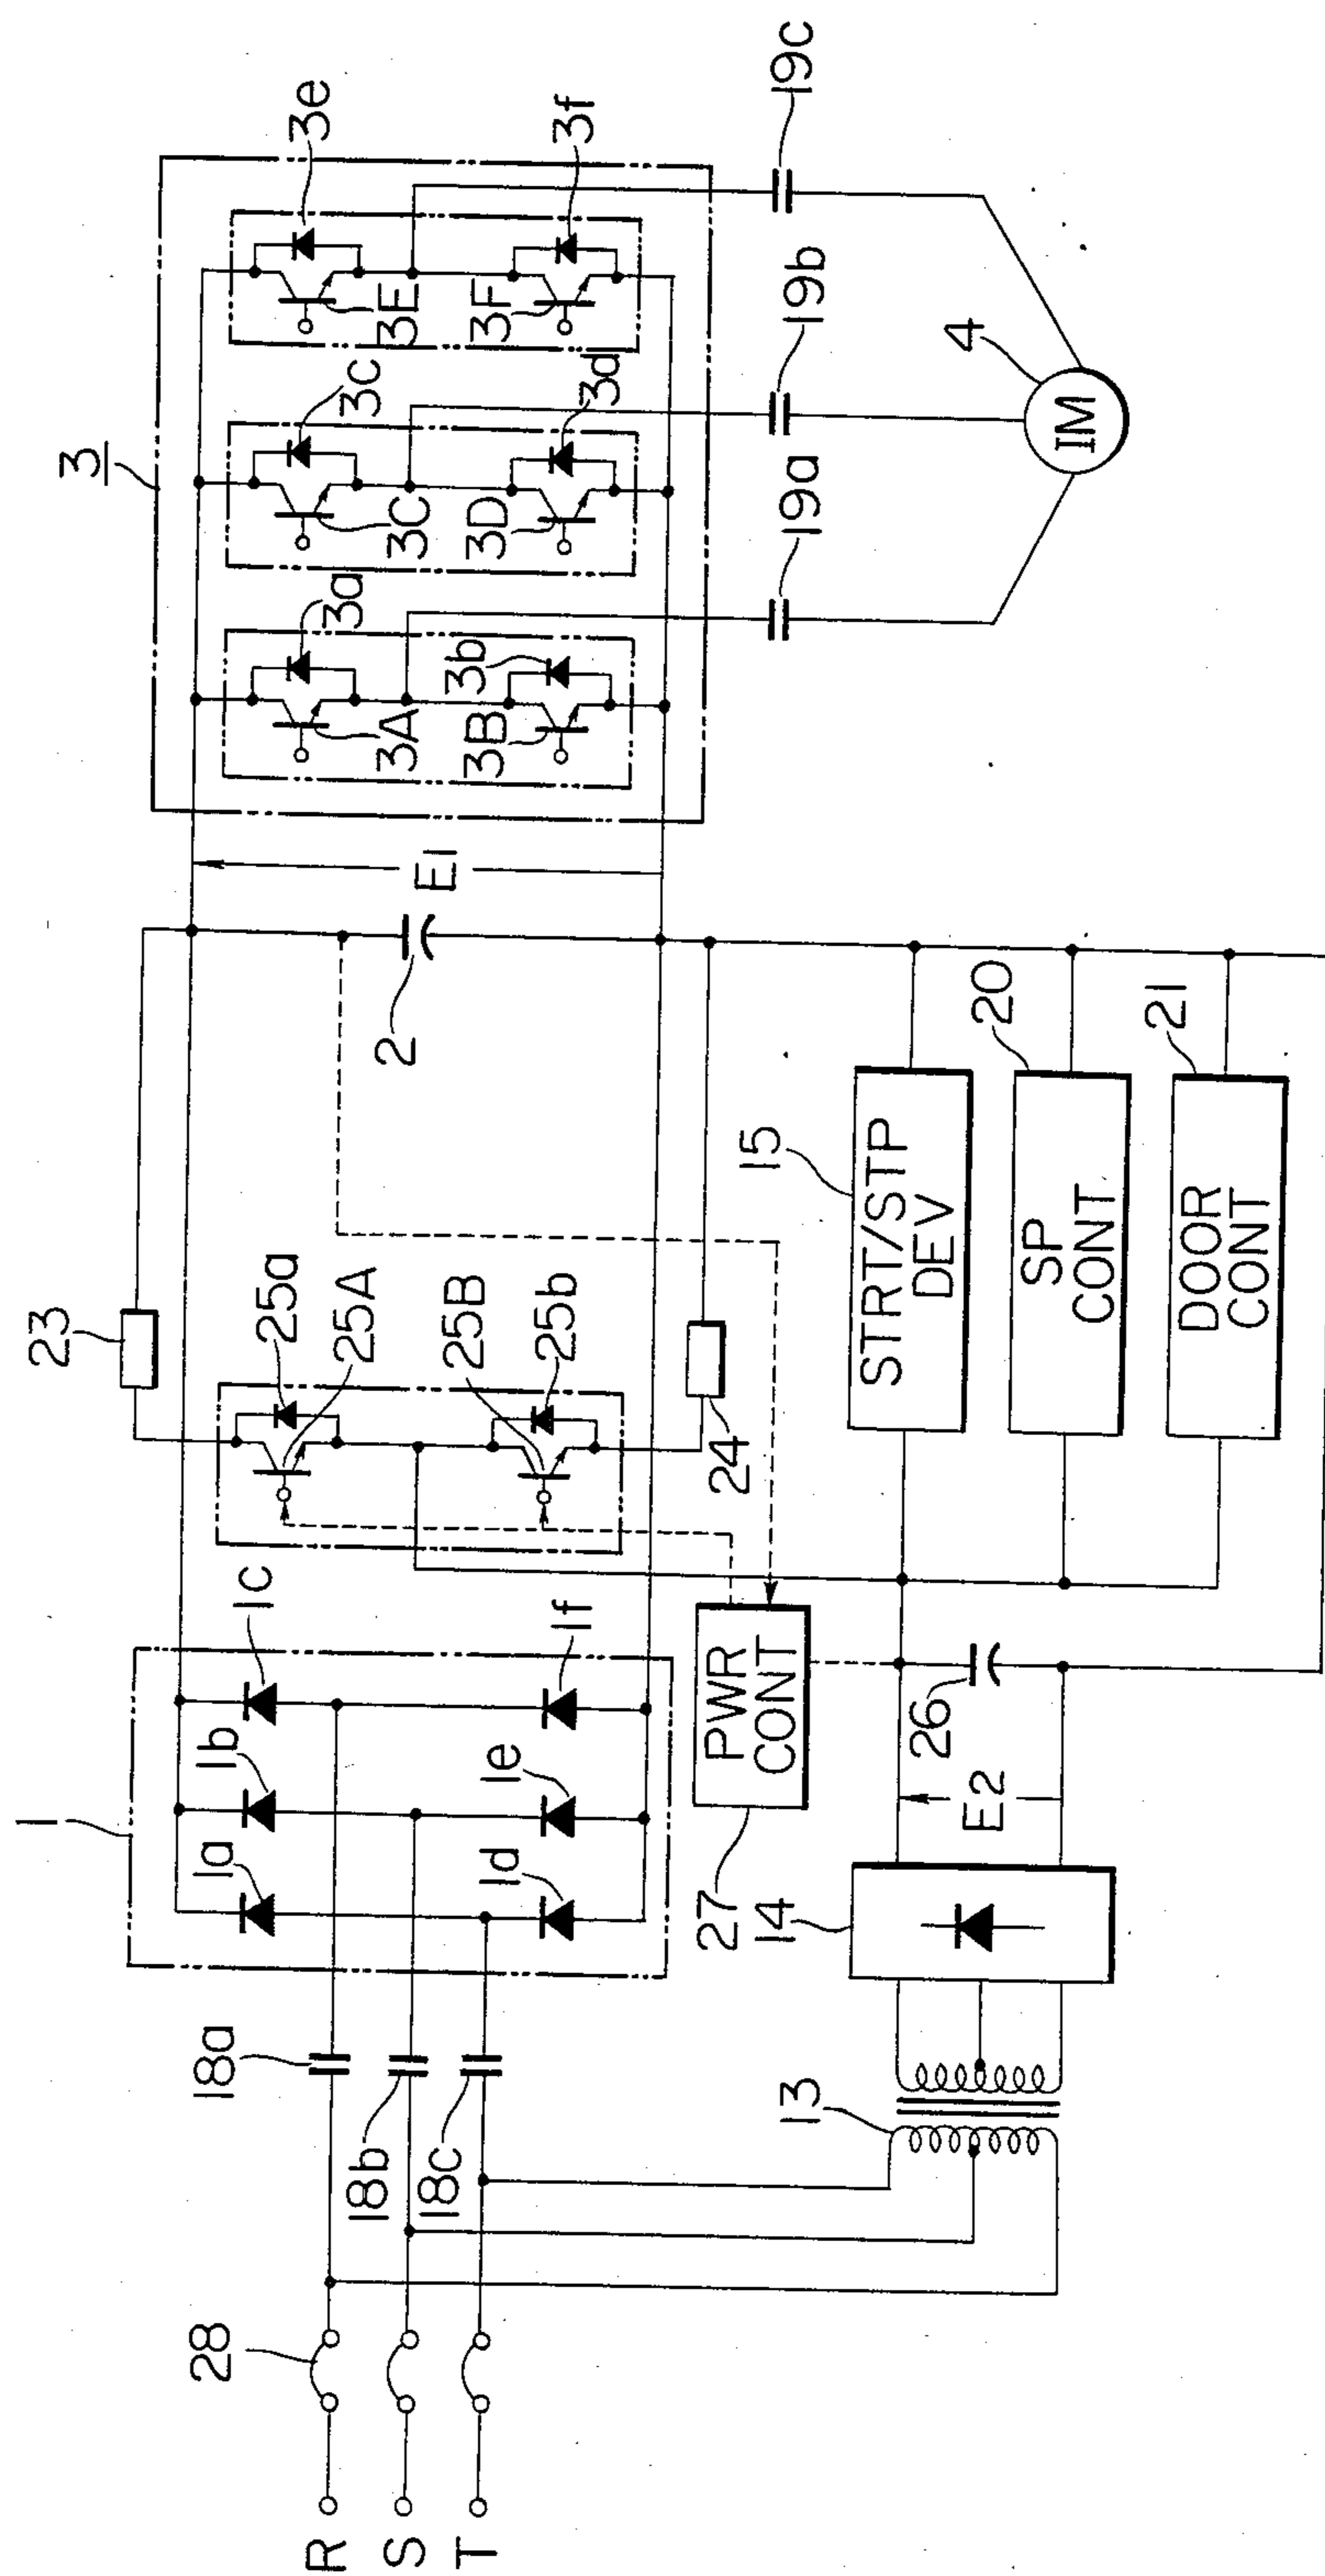 R
S
T
28
18a
18b
18c
13
1
1a
1b
1c
1d
1e
1f
14
27
PWR
CONT
E2
26
23
25a
25A
25B
25b
24
2
E1
15
STRT/STP
DEV
20
SP
CONT
21
DOOR
CONT
3
3a
3A
3b
3B
3c
3C
3d
3D
3e
3E
3f
3F
19a
19b
19c
4
IM